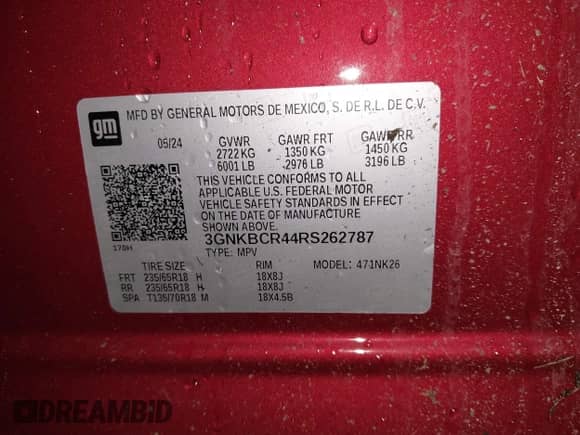 gm
MFD BY GENERAL MOTORS DE MEXICO, S. DE R.L. DE C.V.
05/24 GVWR GAWR FRT GAWR RR
2722 KG 1350 KG 1450 KG
6001 LB 2976 LB 3196 LB
THIS VEHICLE CONFORMS TO ALL
APPLICABLE U.S. FEDERAL MOTOR
VEHICLE SAFETY STANDARDS IN EFFECT
ON THE DATE OF MANUFACTURE
SHOWN ABOVE.
3GNKBCR44RS262787
TYPE: MPV
178H
TIRE SIZE RIM MODEL: 471NK26
FRT 235/65R18 H 18X8J
RR 235/65R18 H 18X8J
SPA T135/70R18 M 18X4.5B
DREAMBID